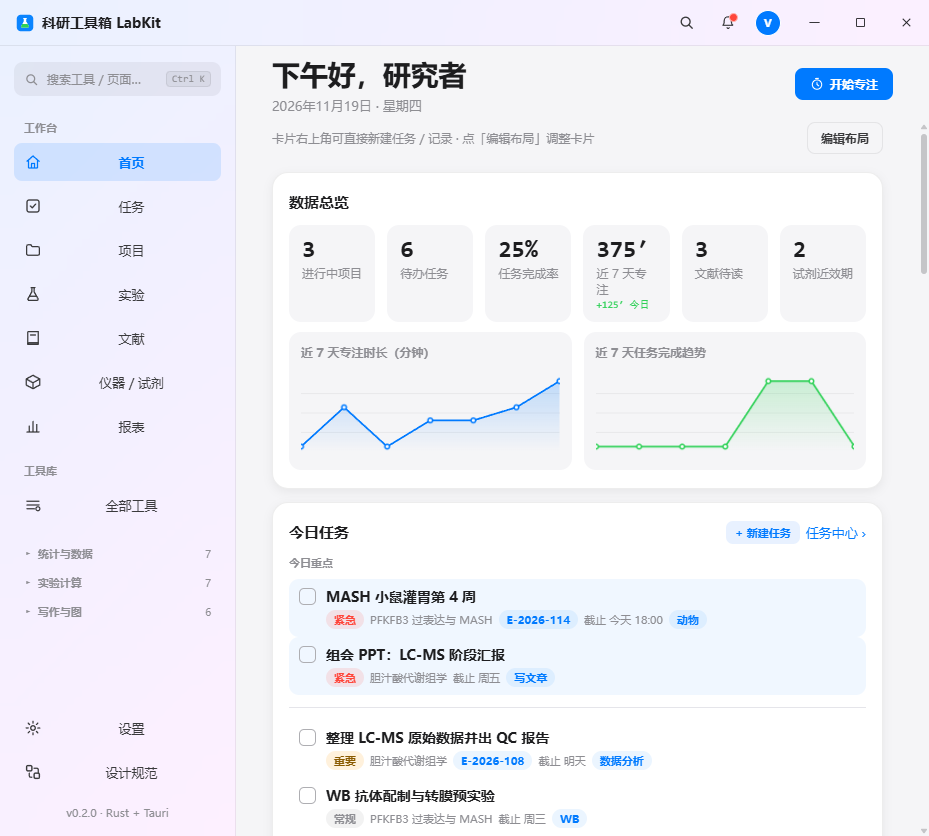 科研工具箱 LabKit
V
搜索工具 / 页面... Ctrl K
工作台
首页
任务
项目
实验
文献
仪器 / 试剂
报表
工具库
全部工具
统计与数据 7
实验计算 7
写作与图 6
设置
设计规范
v0.2.0 · Rust + Tauri
下午好，研究者
2026年11月19日 · 星期四
开始专注
卡片右上角可直接新建任务 / 记录 · 点「编辑布局」调整卡片
编辑布局
数据总览
3
进行中项目
6
待办任务
25%
任务完成率
375′
近 7 天专
注
+125′ 今日
3
文献待读
2
试剂近效期
近 7 天专注时长（分钟）
近 7 天任务完成趋势
今日任务
+ 新建任务 任务中心 ›
今日重点
MASH 小鼠灌胃第 4 周
紧急 PFKFB3 过表达与 MASH E-2026-114 截止 今天 18:00 动物
组会 PPT：LC-MS 阶段汇报
紧急 胆汁酸代谢组学 截止 周五 写文章
整理 LC-MS 原始数据并出 QC 报告
重要 胆汁酸代谢组学 E-2026-108 截止 明天 数据分析
WB 抗体配制与转膜预实验
常规 PFKFB3 过表达与 MASH 截止 周三 WB